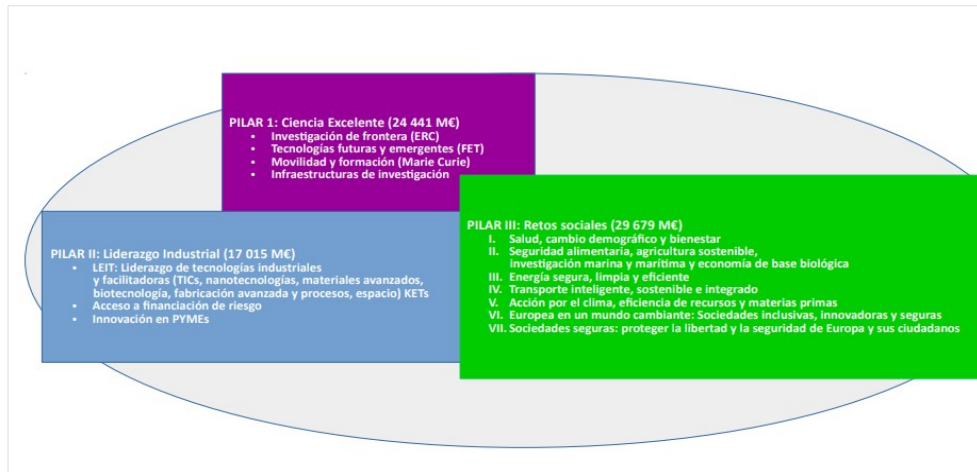 PILAR 1: Ciencia Excelente (24 441 M€)
• Investigación de frontera (ERC)
• Tecnologías futuras y emergentes (FET)
• Movilidad y formación (Marie Curie)
• Infraestructuras de investigación
PILAR II: Liderazgo Industrial (17 015 M€)
• LEIT: Liderazgo de tecnologías industriales
y facilitadoras (TICs, nanotecnologías, materiales avanzados,
biotecnología, fabricación avanzada y procesos, espacio) KETs
Acceso a financiación de riesgo
• Innovación en PYMEs
PILAR III: Retos sociales (29 679 M€)
I. Salud, cambio demográfico y bienestar
II. Seguridad alimentaria, agricultura sostenible,
investigación marina y marítima y economía de base biológica
III. Energía segura, limpia y eficiente
IV. Transporte inteligente, sostenible e integrado
V. Acción por el clima, eficiencia de recursos y materias primas
VI. Europea en un mundo cambiante: Sociedades inclusivas, innovadoras y seguras
VII. Sociedades seguras: proteger la libertad y la seguridad de Europa y sus ciudadanos